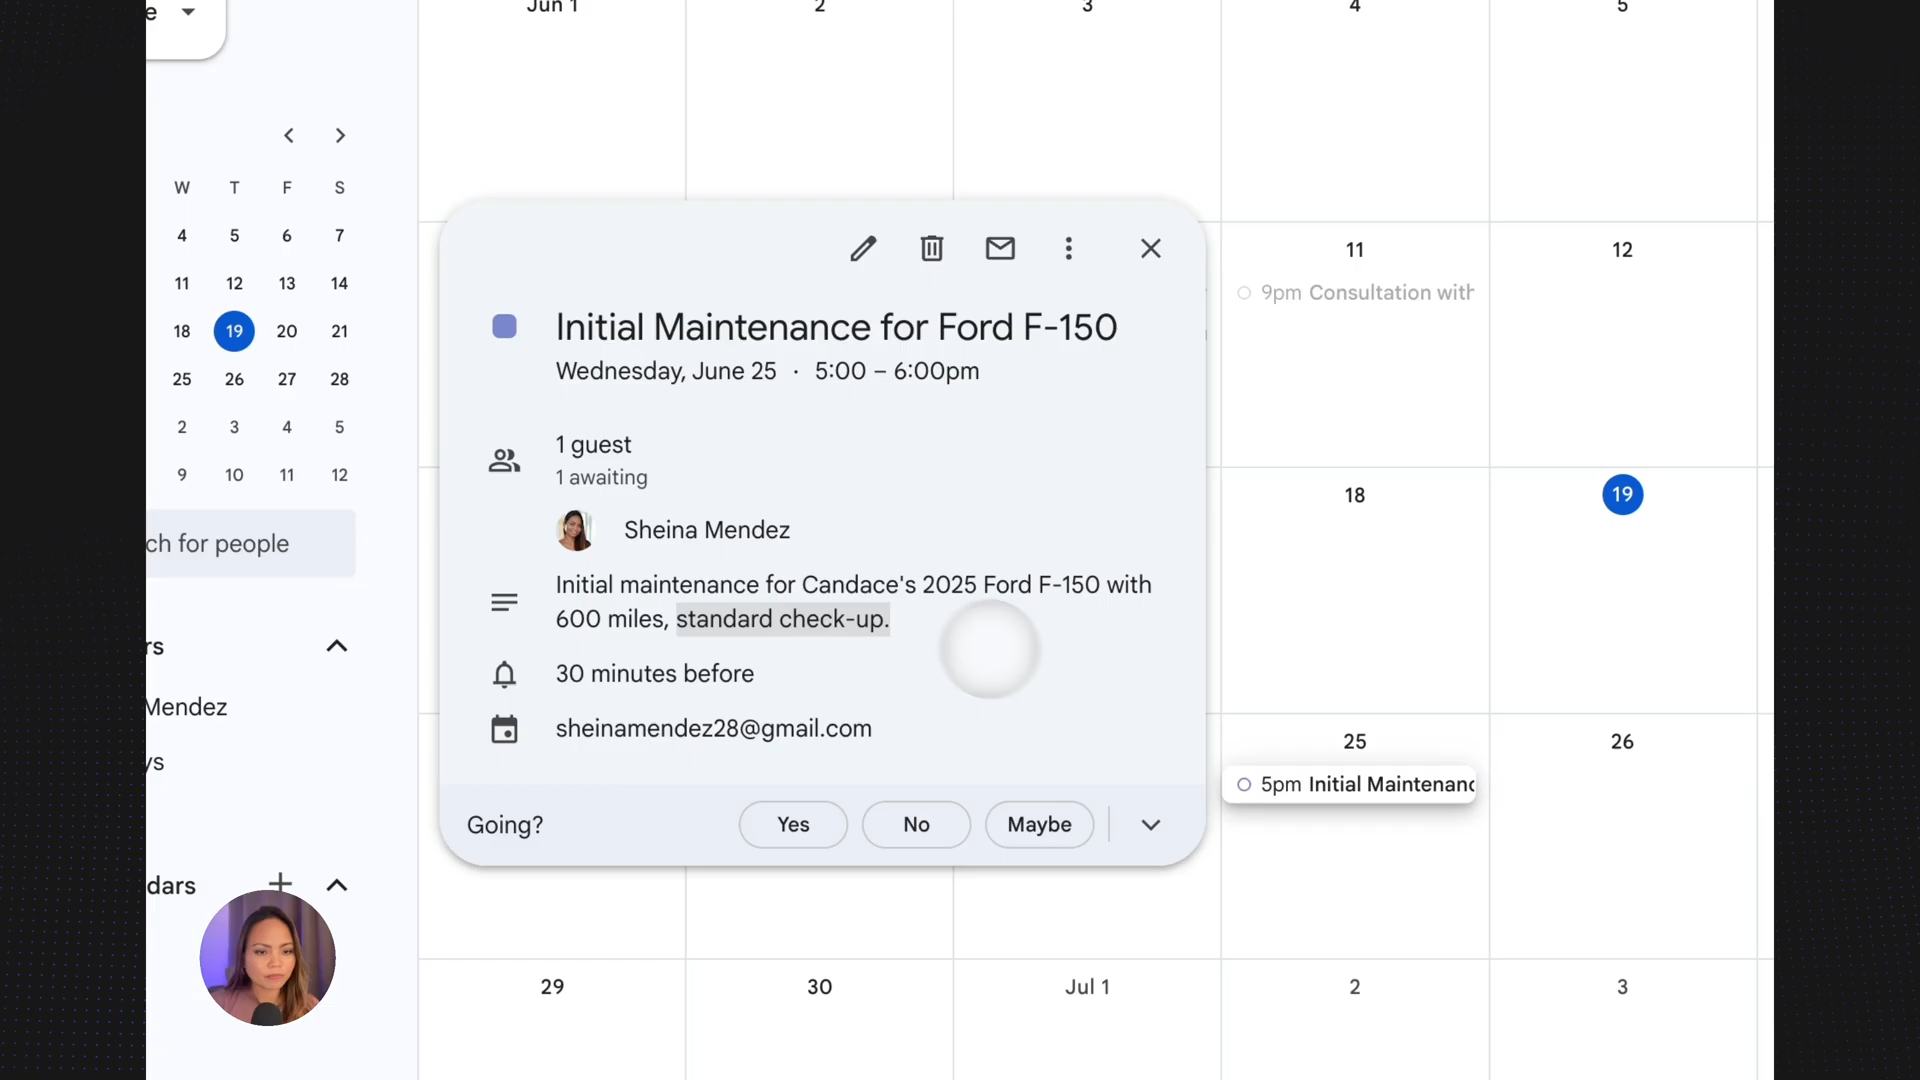 e
Jun 1
2
3
4
5
W T F S
4 5 6 7
11 12 13 14
18 19 20 21
25 26 27 28
2 3 4 5
9 10 11 12
ch for people
rs
Mendez
ys
dars
Initial Maintenance for Ford F-150
Wednesday, June 25 · 5:00 – 6:00pm
1 guest
1 awaiting
Sheina Mendez
Initial maintenance for Candace's 2025 Ford F-150 with
600 miles, standard check-up.
30 minutes before
sheinamendez28@gmail.com
Going?
Yes
No
Maybe
11
9pm Consultation with
12
18
19
25
5pm Initial Maintenanc
26
29
30
Jul 1
2
3